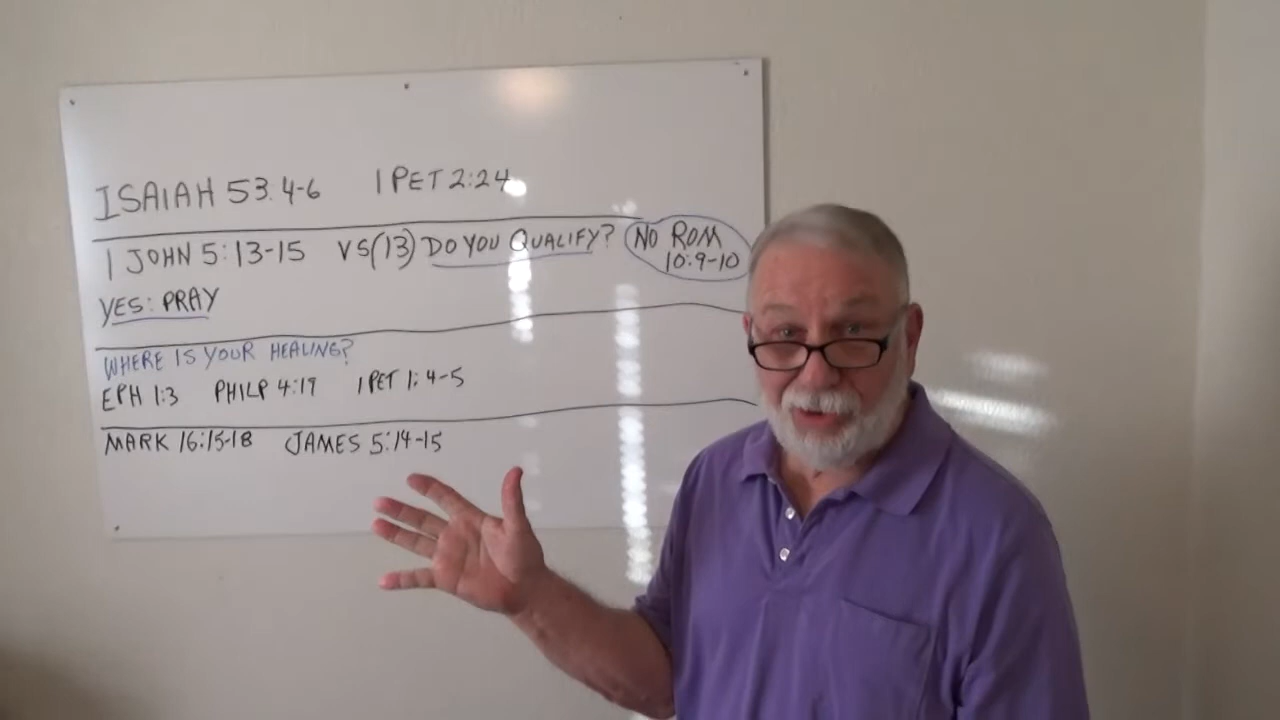 ISAIAH 53:4-6 1 PET 2:24
1 JOHN 5:13-15 VS(13) DO YOU QUALIFY? NO ROM
10:9-10
YES: PRAY
WHERE IS YOUR HEALING?
EPH 1:3 PHILP 4:19 1 PET 1:4-5
MARK 16:15-18 JAMES 5:14-15